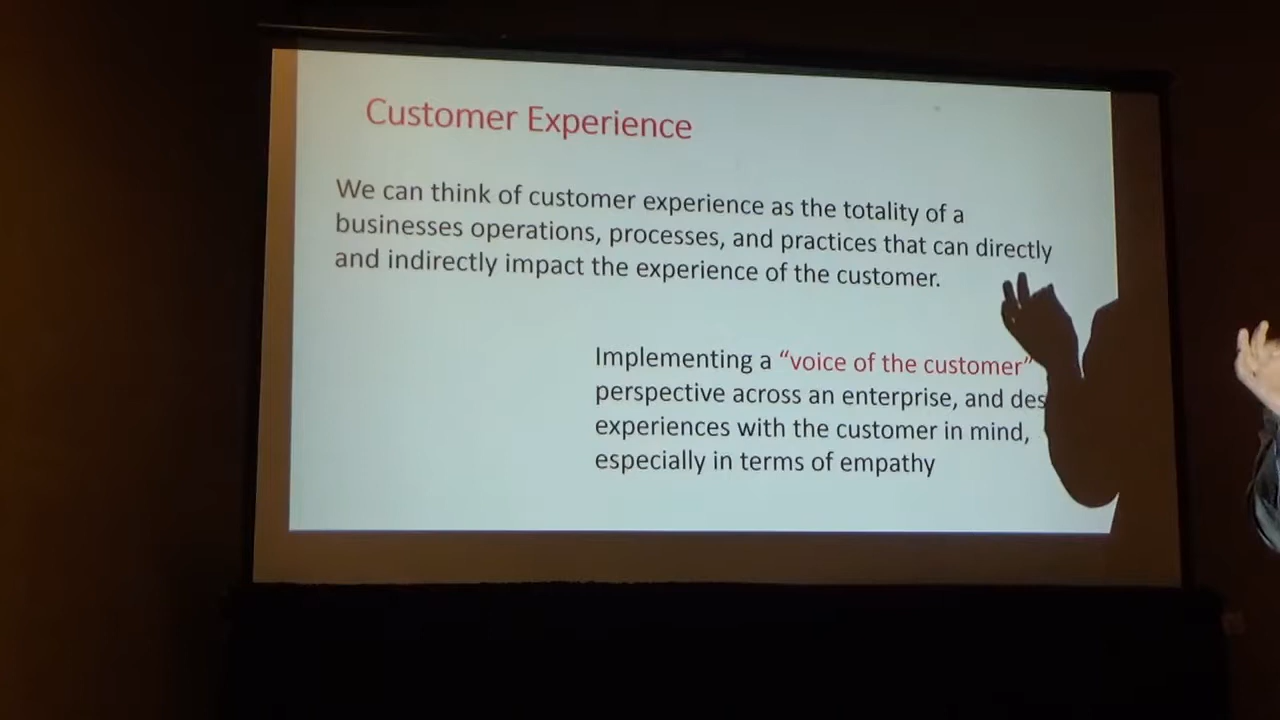 Customer Experience
We can think of customer experience as the totality of a
businesses operations, processes, and practices that can directly
and indirectly impact the experience of the customer.
Implementing a “voice of the customer”
perspective across an enterprise, and
experiences with the customer in mind,
especially in terms of empathy